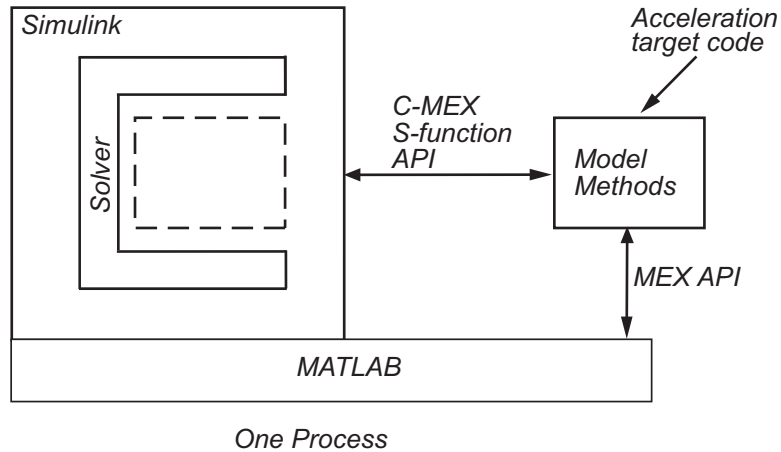 Simulink
Acceleration
target code
C-MEX
S-function
API
Solver
Model
Methods
MEX API
MATLAB
One Process